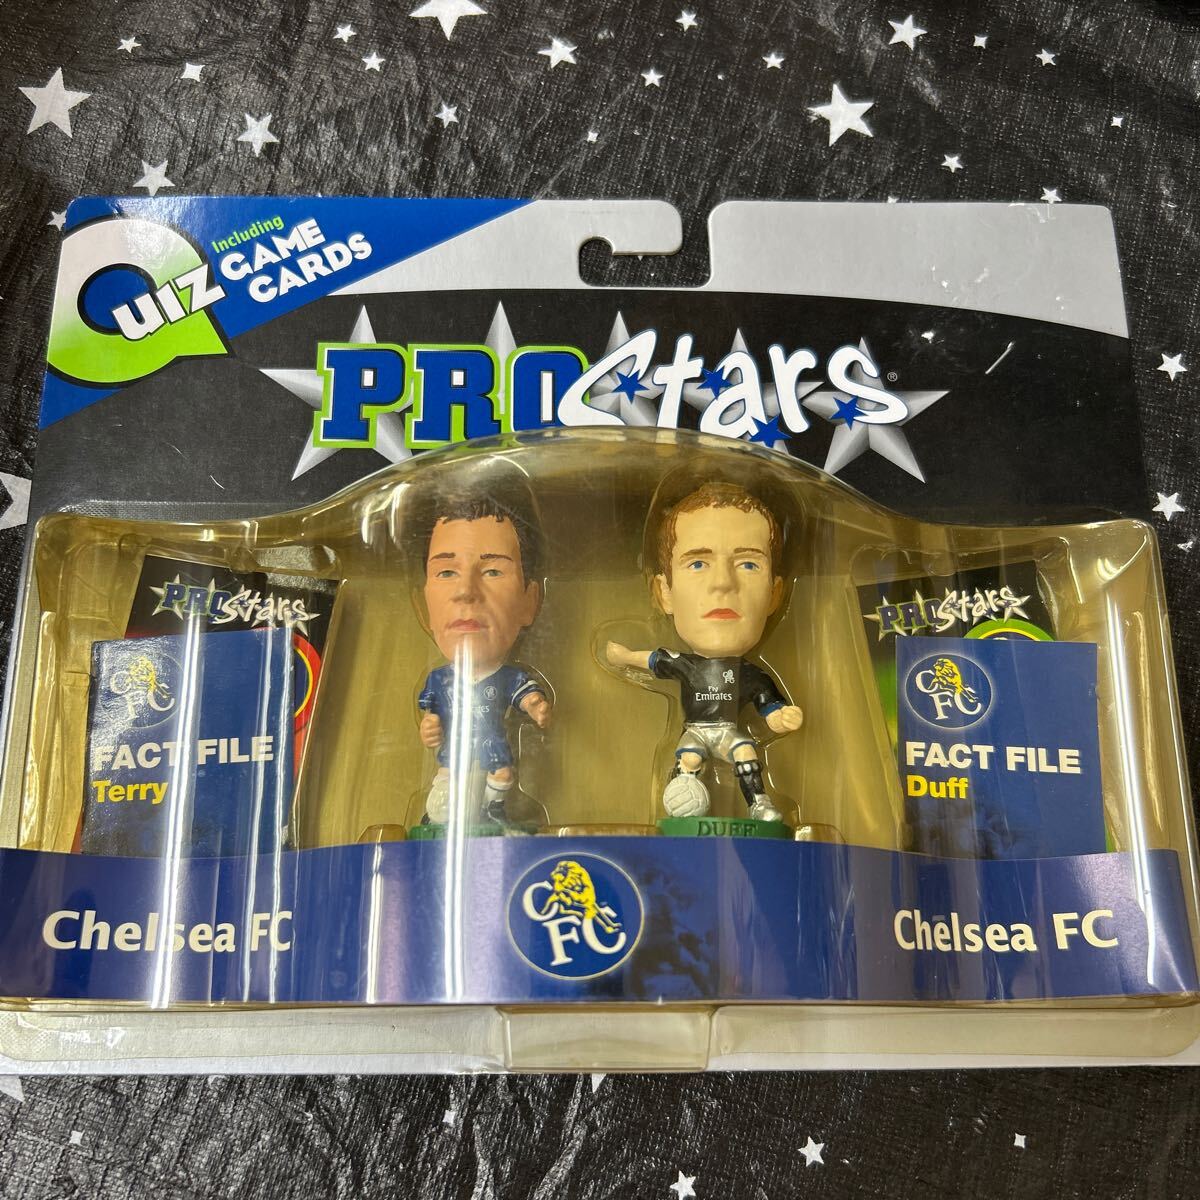 Quiz
Including
GAME
CARDS
PROStars®
PROStars
FACT FILE
Terry
Emirates
Fly
Emirates
DUFF
PROStars
CFC
FACT FILE
Duff
Chelsea FC
CFC
Chelsea FC